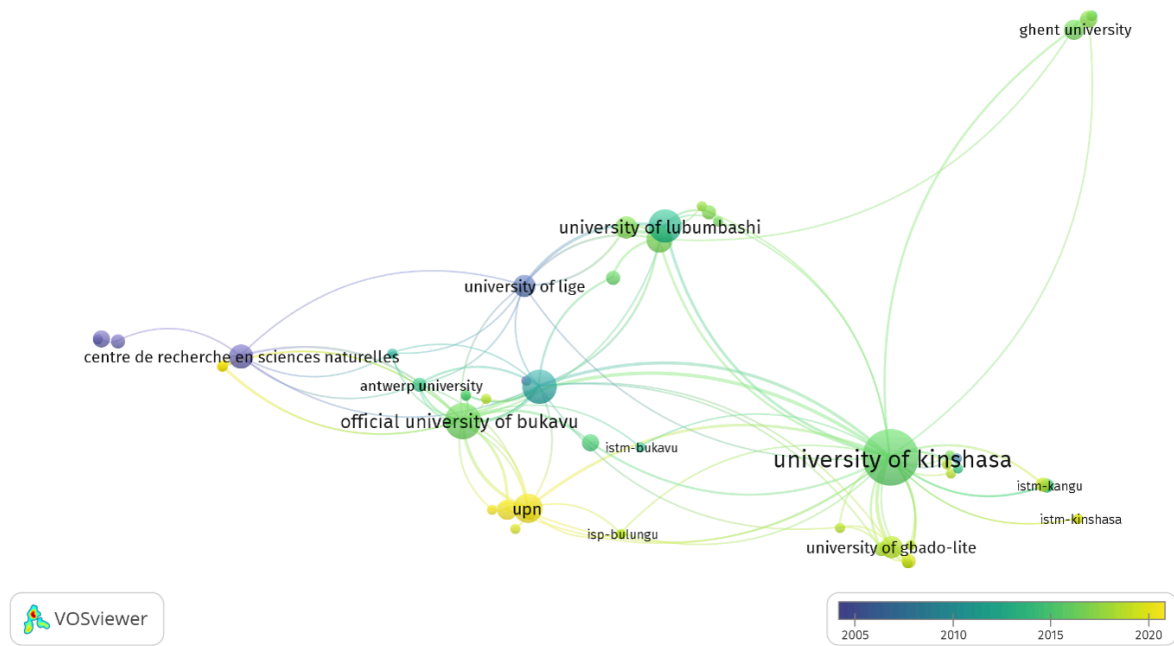 ghent university
university of lubumbashi
university of lige
centre de recherche en sciences naturelles
antwerp university
official university of bukavu
istm-bukavu
university of kinshasa
istm-kangu
upn
istm-kinshasa
isp-bulungu
university of gbado-lite
VOSviewer
2005 2010 2015 2020